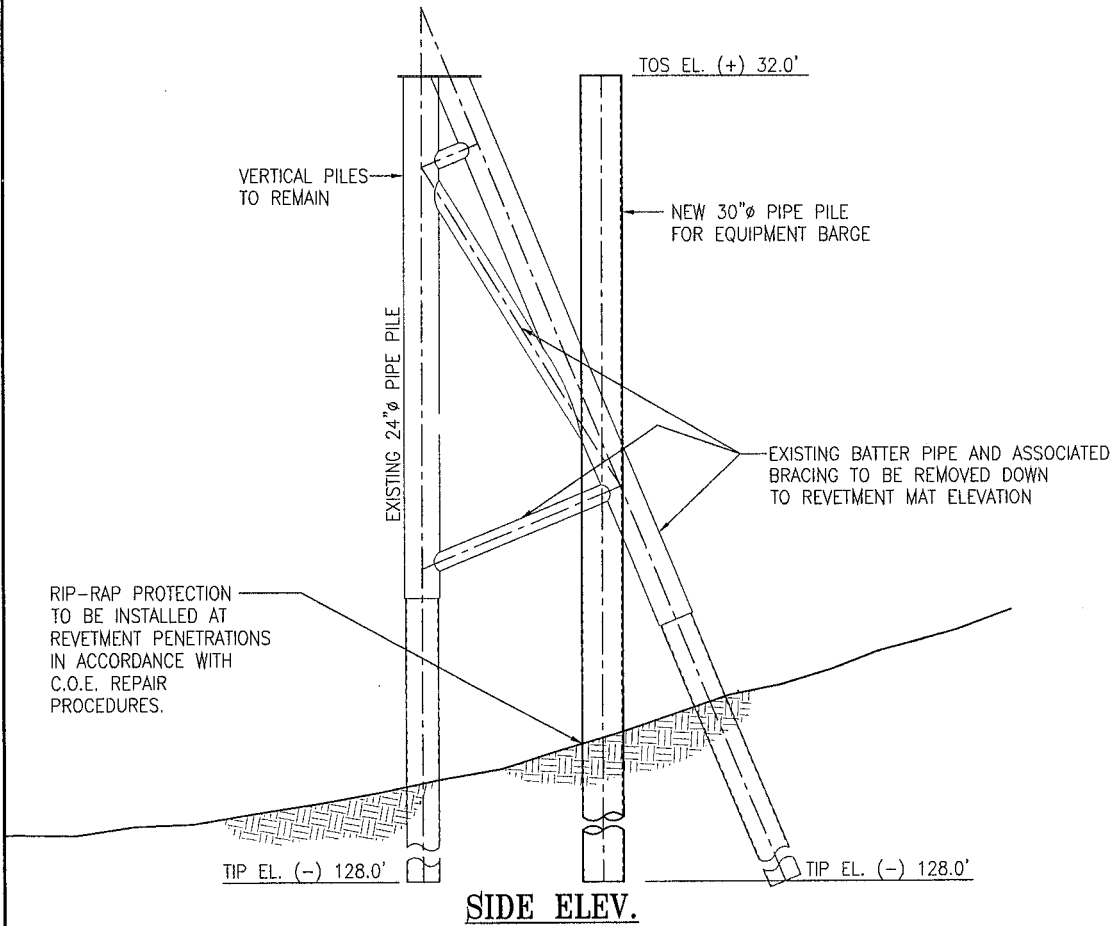 TOS EL. (+) 32.0'
VERTICAL PILES
TO REMAIN
NEW 30"ø PIPE PILE
FOR EQUIPMENT BARGE
EXISTING 24"ø PIPE PILE
EXISTING BATTER PIPE AND ASSOCIATED
BRACING TO BE REMOVED DOWN
TO REVETMENT MAT ELEVATION
RIP-RAP PROTECTION
TO BE INSTALLED AT
REVETMENT PENETRATIONS
IN ACCORDANCE WITH
C.O.E. REPAIR
PROCEDURES.
TIP EL. (-) 128.0'
TIP EL. (-) 128.0'
SIDE ELEV.